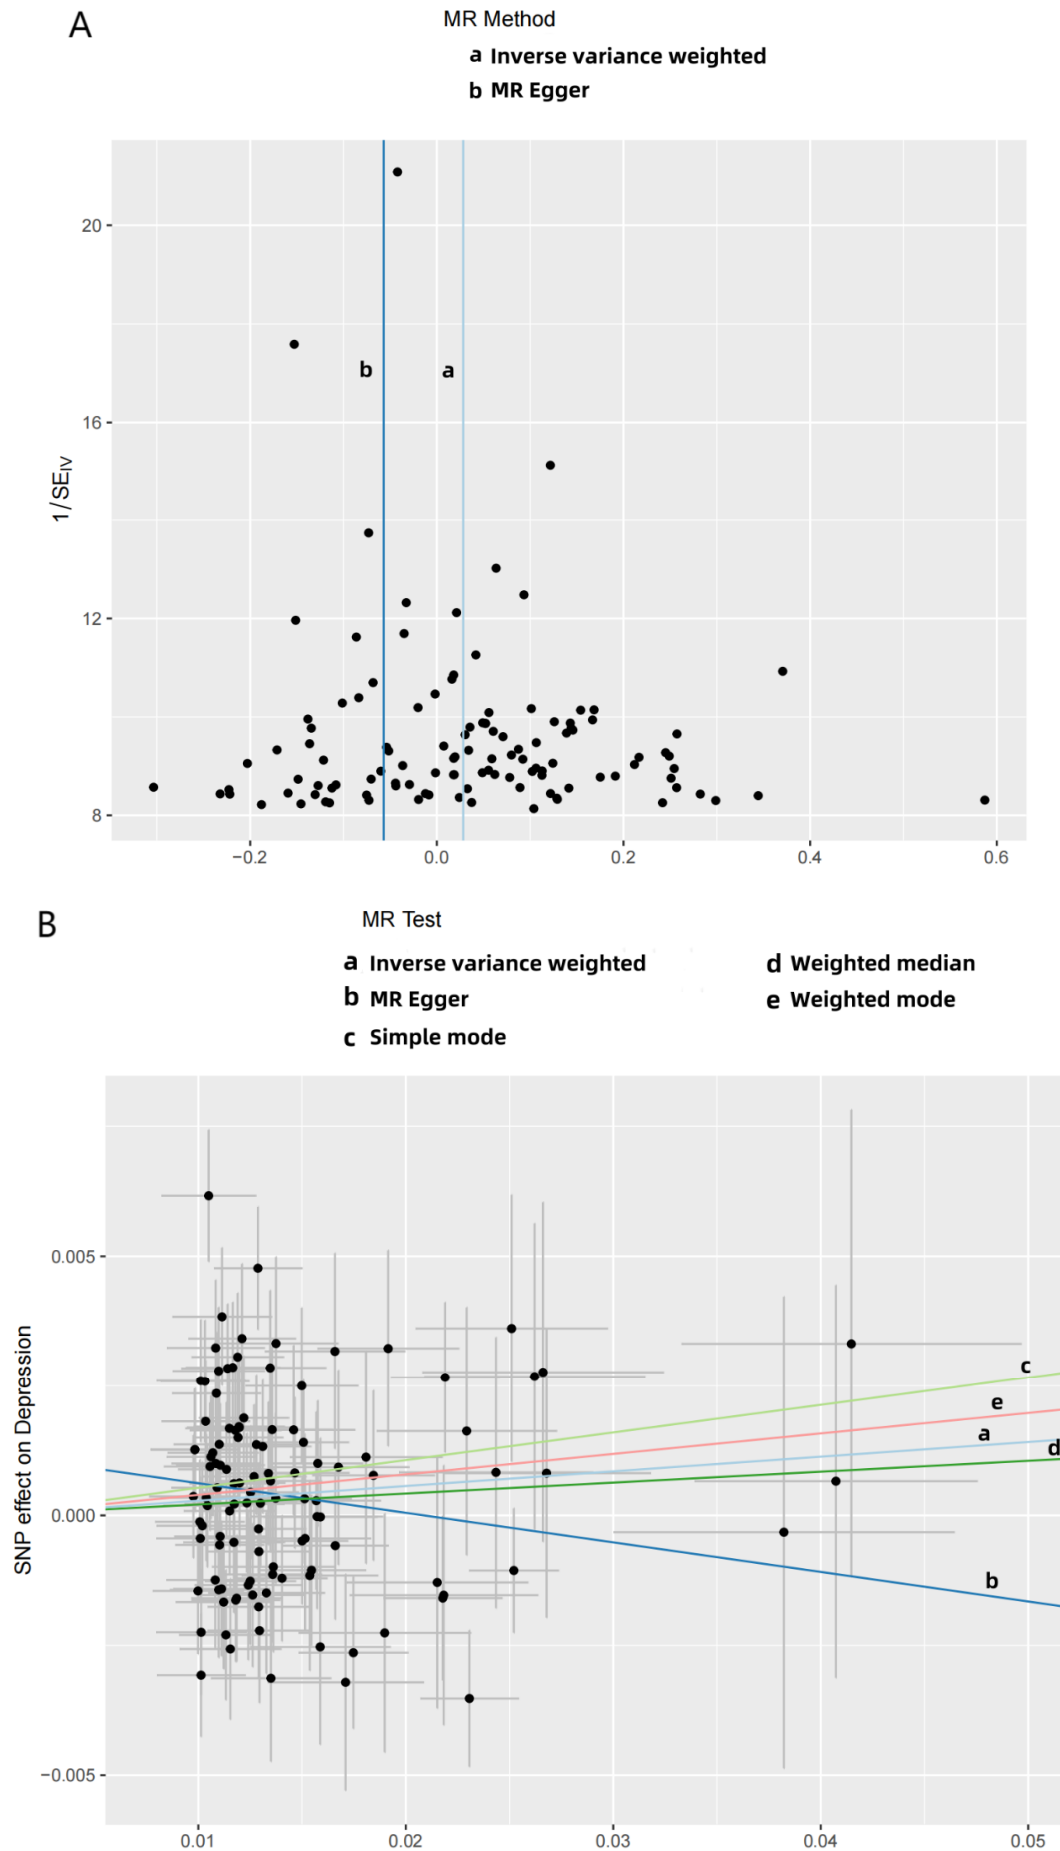 A
MR Method
a Inverse variance weighted
b MR Egger
1/SE_IV
20
16
12
8
b
a
−0.2
0.0
0.2
0.4
0.6
B
MR Test
a Inverse variance weighted
d Weighted median
b MR Egger
e Weighted mode
c Simple mode
SNP effect on Depression
0.005
0.000
−0.005
c
e
a
d
b
0.01
0.02
0.03
0.04
0.05